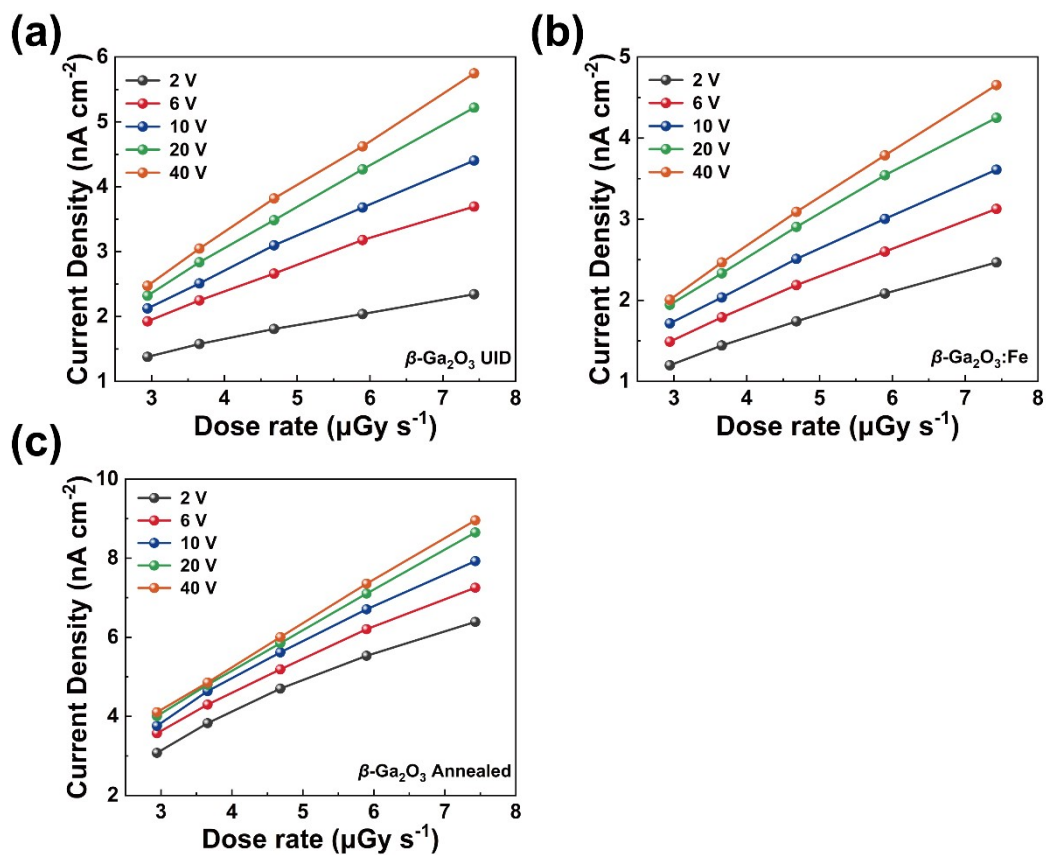 (a)
Current Density (nA cm⁻²)
6
5
4
3
2
1
2 V
6 V
10 V
20 V
40 V
β-Ga₂O₃ UID
3 4 5 6 7 8
Dose rate (μGy s⁻¹)
(b)
Current Density (nA cm⁻²)
5
4
3
2
1
2 V
6 V
10 V
20 V
40 V
β-Ga₂O₃:Fe
3 4 5 6 7 8
Dose rate (μGy s⁻¹)
(c)
Current Density (nA cm⁻²)
10
8
6
4
2
2 V
6 V
10 V
20 V
40 V
β-Ga₂O₃ Annealed
3 4 5 6 7 8
Dose rate (μGy s⁻¹)